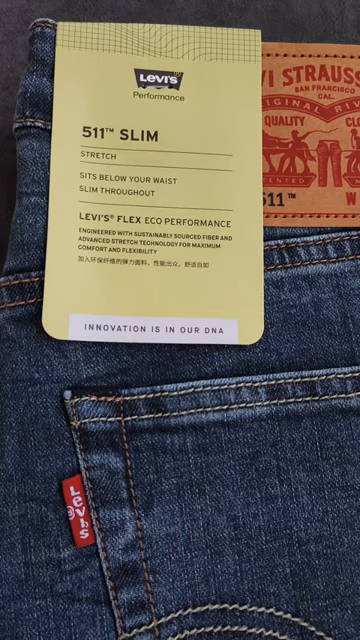 Levi's
Performance
511™ SLIM
STRETCH
SITS BELOW YOUR WAIST
SLIM THROUGHOUT
LEVI'S® FLEX ECO PERFORMANCE
ENGINEERED WITH SUSTAINABLY SOURCED FIBER AND
ADVANCED STRETCH TECHNOLOGY FOR MAXIMUM
COMFORT AND FLEXIBILITY
加入环保纤维的弹力面料，性能出众，舒适自如
INNOVATION IS IN OUR DNA
VI STRAUSS
SAN FRANCISCO
CAL.
IGINAL RIV
QUALITY CLO
ENTED
511™ W
Levi's